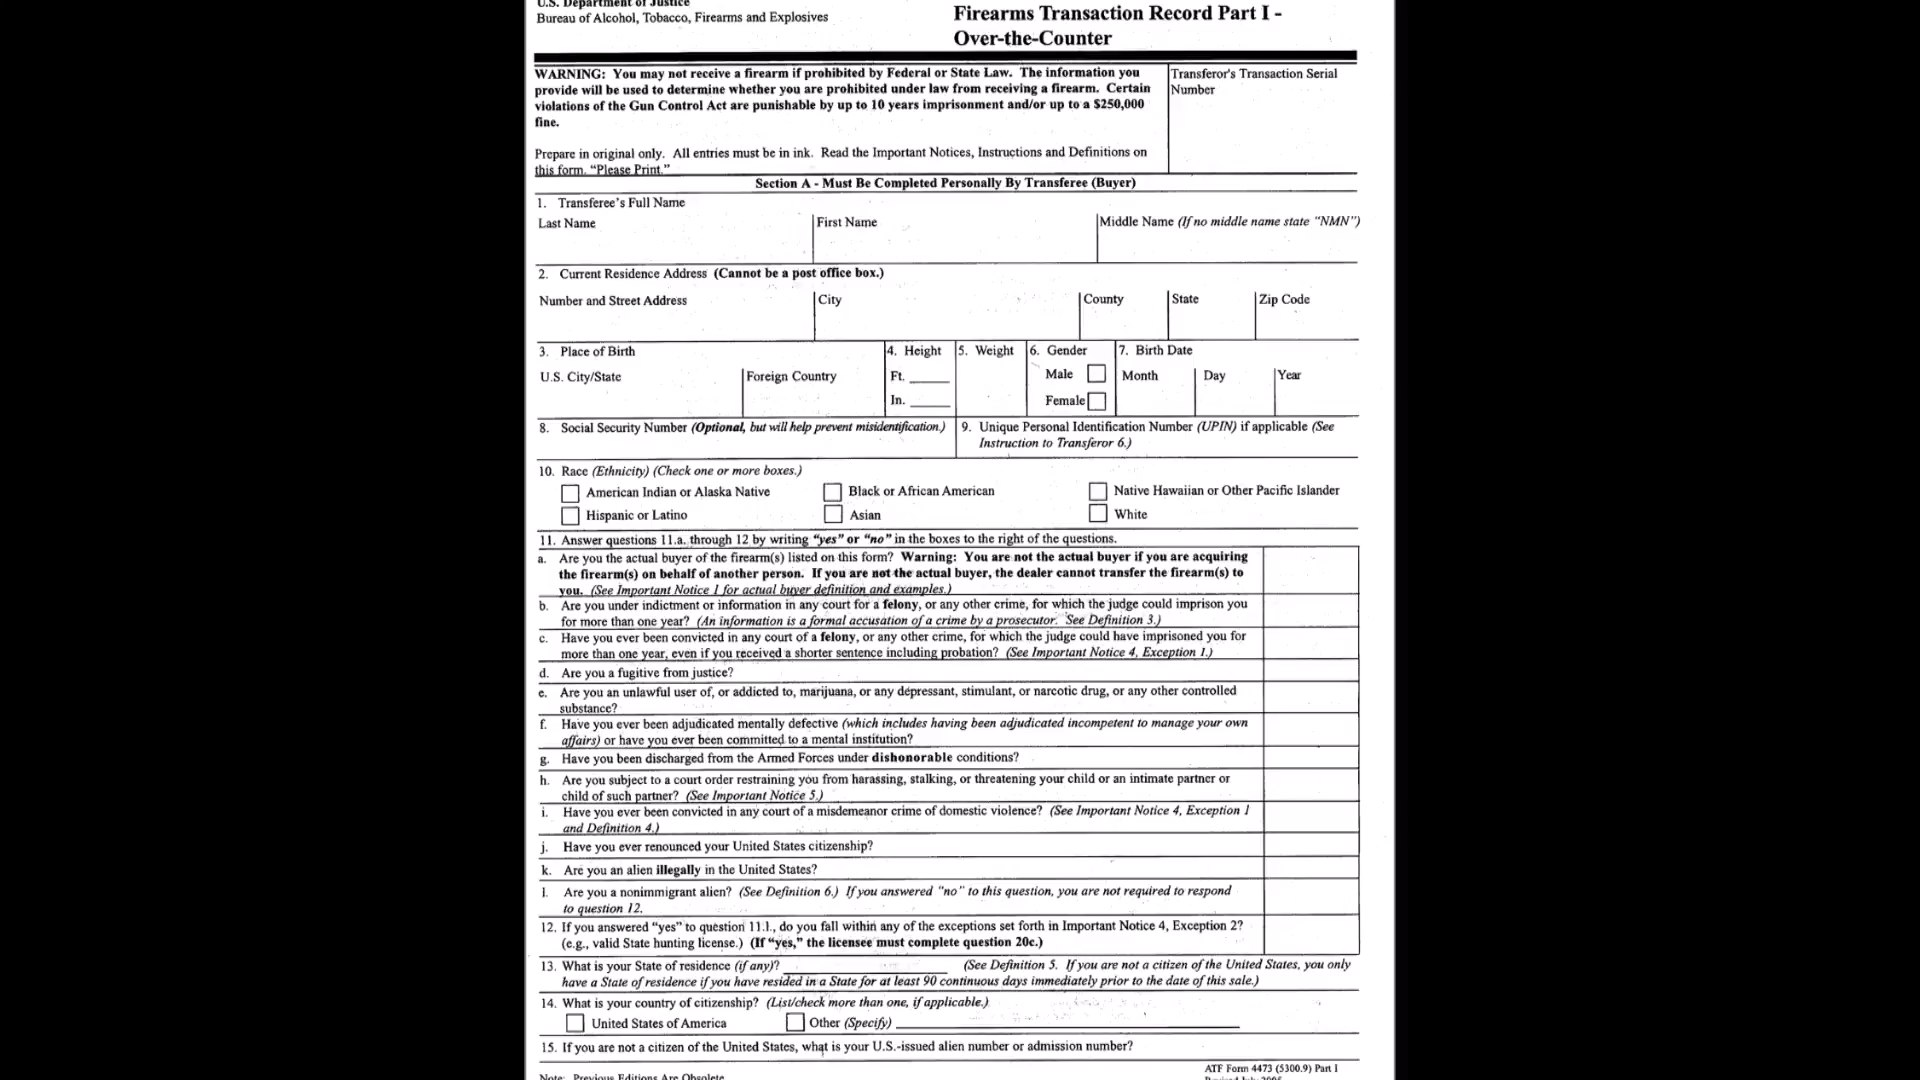 U.S. Department of Justice
Bureau of Alcohol, Tobacco, Firearms and Explosives
Firearms Transaction Record Part I -
Over-the-Counter
WARNING: You may not receive a firearm if prohibited by Federal or State Law. The information you
provide will be used to determine whether you are prohibited under law from receiving a firearm. Certain
violations of the Gun Control Act are punishable by up to 10 years imprisonment and/or up to a $250,000
fine.
Transferor's Transaction Serial
Number
Prepare in original only. All entries must be in ink. Read the Important Notices, Instructions and Definitions on
this form. "Please Print."
Section A - Must Be Completed Personally By Transferee (Buyer)
1. Transferee's Full Name
Last Name
First Name
Middle Name (If no middle name state "NMN")
2. Current Residence Address (Cannot be a post office box.)
Number and Street Address
City
County
State
Zip Code
3. Place of Birth
U.S. City/State
Foreign Country
4. Height
Ft.
In.
5. Weight
6. Gender
Male
Female
7. Birth Date
Month
Day
Year
8. Social Security Number (Optional, but will help prevent misidentification.)
9. Unique Personal Identification Number (UPIN) if applicable (See
Instruction to Transferor 6.)
10. Race (Ethnicity) (Check one or more boxes.)
American Indian or Alaska Native
Black or African American
Native Hawaiian or Other Pacific Islander
Hispanic or Latino
Asian
White
11. Answer questions 11.a. through 12 by writing "yes" or "no" in the boxes to the right of the questions.
a. Are you the actual buyer of the firearm(s) listed on this form? Warning: You are not the actual buyer if you are acquiring
the firearm(s) on behalf of another person. If you are not the actual buyer, the dealer cannot transfer the firearm(s) to
you. (See Important Notice 1 for actual buyer definition and examples.)
b. Are you under indictment or information in any court for a felony, or any other crime, for which the judge could imprison you
for more than one year? (An information is a formal accusation of a crime by a prosecutor. See Definition 3.)
c. Have you ever been convicted in any court of a felony, or any other crime, for which the judge could have imprisoned you for
more than one year, even if you received a shorter sentence including probation? (See Important Notice 4, Exception 1.)
d. Are you a fugitive from justice?
e. Are you an unlawful user of, or addicted to, marijuana, or any depressant, stimulant, or narcotic drug, or any other controlled
substance?
f. Have you ever been adjudicated mentally defective (which includes having been adjudicated incompetent to manage your own
affairs) or have you ever been committed to a mental institution?
g. Have you been discharged from the Armed Forces under dishonorable conditions?
h. Are you subject to a court order restraining you from harassing, stalking, or threatening your child or an intimate partner or
child of such partner? (See Important Notice 5.)
i. Have you ever been convicted in any court of a misdemeanor crime of domestic violence? (See Important Notice 4, Exception 1
and Definition 4.)
j. Have you ever renounced your United States citizenship?
k. Are you an alien illegally in the United States?
l. Are you a nonimmigrant alien? (See Definition 6.) If you answered "no" to this question, you are not required to respond
to question 12.
12. If you answered "yes" to question 11.l., do you fall within any of the exceptions set forth in Important Notice 4, Exception 2?
(e.g., valid State hunting license.) (If "yes," the licensee must complete question 20c.)
13. What is your State of residence (if any)? (See Definition 5. If you are not a citizen of the United States, you only
have a State of residence if you have resided in a State for at least 90 continuous days immediately prior to the date of this sale.)
14. What is your country of citizenship? (List/check more than one, if applicable.)
United States of America
Other (Specify)
15. If you are not a citizen of the United States, what is your U.S.-issued alien number or admission number?
Note: Previous Editions Are Obsolete
ATF Form 4473 (5300.9) Part I